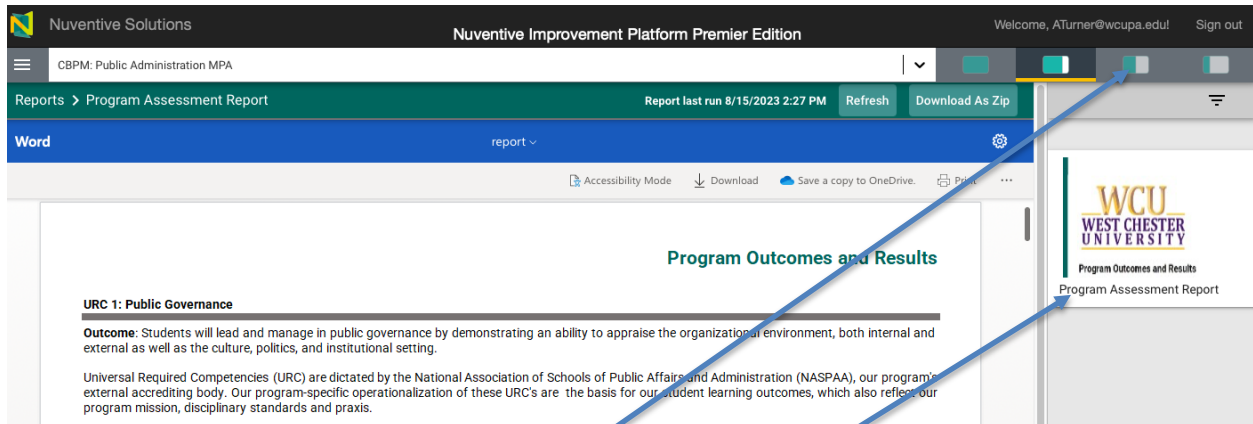 Nuventive Solutions
Nuventive Improvement Platform Premier Edition
Welcome, ATurner@wcupa.edu!
Sign out
CBPM: Public Administration MPA
Reports > Program Assessment Report
Report last run 8/15/2023 2:27 PM
Refresh
Download As Zip
Word
report
Accessibility Mode
Download
Save a copy to OneDrive.
Print
...
Program Outcomes and Results
URC 1: Public Governance
Outcome: Students will lead and manage in public governance by demonstrating an ability to appraise the organizational environment, both internal and
external as well as the culture, politics, and institutional setting.
Universal Required Competencies (URC) are dictated by the National Association of Schools of Public Affairs and Administration (NASPAA), our program's
external accrediting body. Our program-specific operationalization of these URC's are the basis for our student learning outcomes, which also reflect our
program mission, disciplinary standards and praxis.
WCU
WEST CHESTER
UNIVERSITY
Program Outcomes and Results
Program Assessment Report